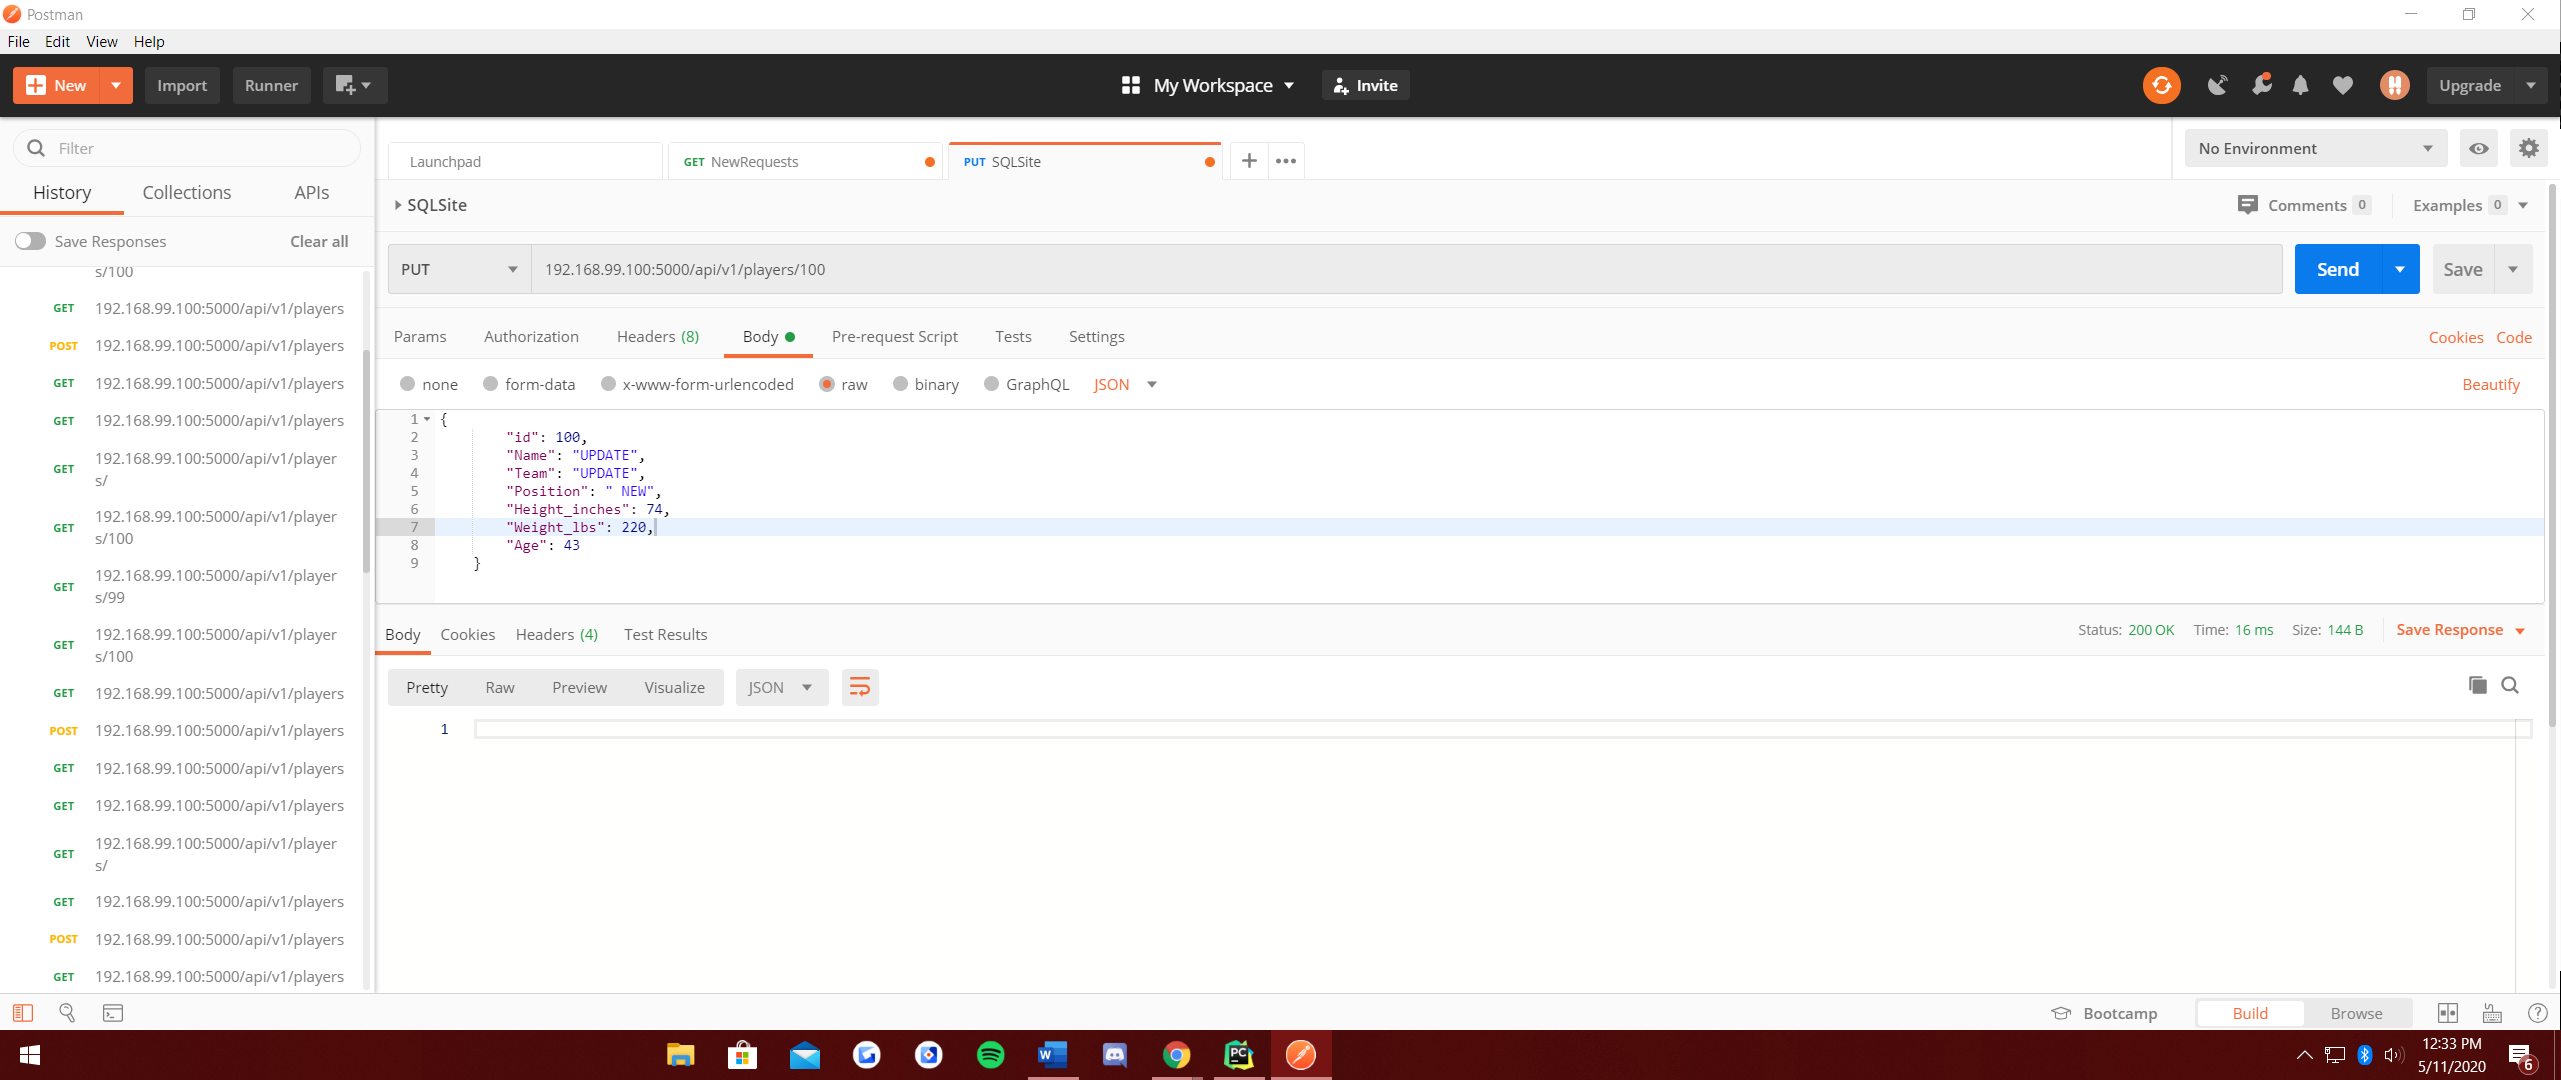 Postman
File Edit View Help
New Import Runner My Workspace Invite Upgrade
Filter
History Collections APIs
Save Responses Clear all
s/100
GET 192.168.99.100:5000/api/v1/players
POST 192.168.99.100:5000/api/v1/players
GET 192.168.99.100:5000/api/v1/players
GET 192.168.99.100:5000/api/v1/players
GET 192.168.99.100:5000/api/v1/player
s/
GET 192.168.99.100:5000/api/v1/player
s/100
GET 192.168.99.100:5000/api/v1/player
s/99
GET 192.168.99.100:5000/api/v1/player
s/100
GET 192.168.99.100:5000/api/v1/players
POST 192.168.99.100:5000/api/v1/players
GET 192.168.99.100:5000/api/v1/players
GET 192.168.99.100:5000/api/v1/players
GET 192.168.99.100:5000/api/v1/player
s/
GET 192.168.99.100:5000/api/v1/players
POST 192.168.99.100:5000/api/v1/players
GET 192.168.99.100:5000/api/v1/players
Launchpad GET NewRequests PUT SQLSite No Environment
SQLSite Comments 0 Examples 0
PUT 192.168.99.100:5000/api/v1/players/100 Send Save
Params Authorization Headers (8) Body Pre-request Script Tests Settings Cookies Code
none form-data x-www-form-urlencoded raw binary GraphQL JSON Beautify
1 {
2 "id": 100,
3 "Name": "UPDATE",
4 "Team": "UPDATE",
5 "Position": " NEW",
6 "Height_inches": 74,
7 "Weight_lbs": 220,
8 "Age": 43
9 }
Body Cookies Headers (4) Test Results Status: 200 OK Time: 16 ms Size: 144 B Save Response
Pretty Raw Preview Visualize JSON
1
Bootcamp Build Browse
W PC 12:33 PM
5/11/2020 6